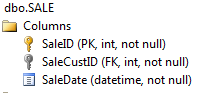 dbo.SALE
Columns
SaleID (PK, int, not null)
SaleCustID (FK, int, not null)
SaleDate (datetime, not null)